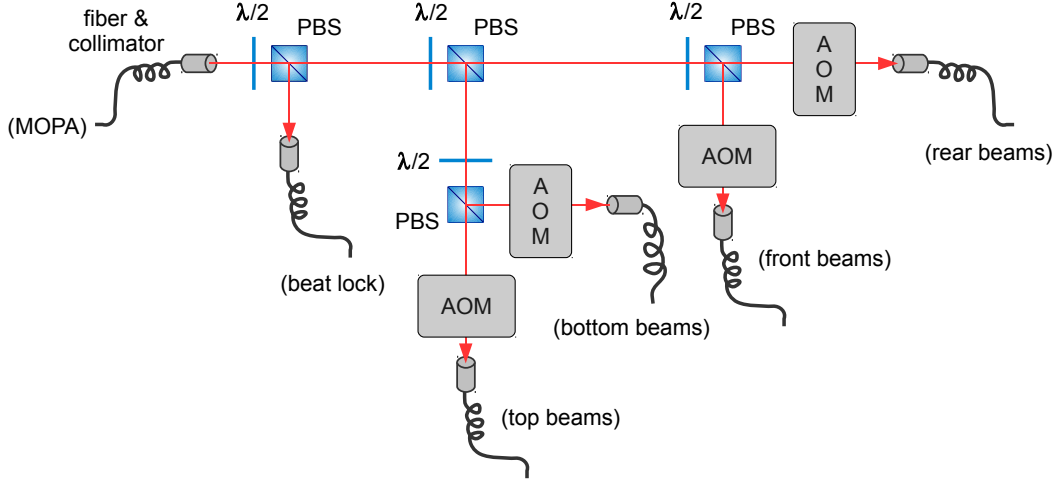 fiber &
collimator
λ/2
PBS
λ/2
PBS
λ/2
PBS
A
O
M
(MOPA)
AOM
(rear beams)
λ/2
A
O
M
PBS
(beat lock)
(front beams)
AOM
(bottom beams)
(top beams)